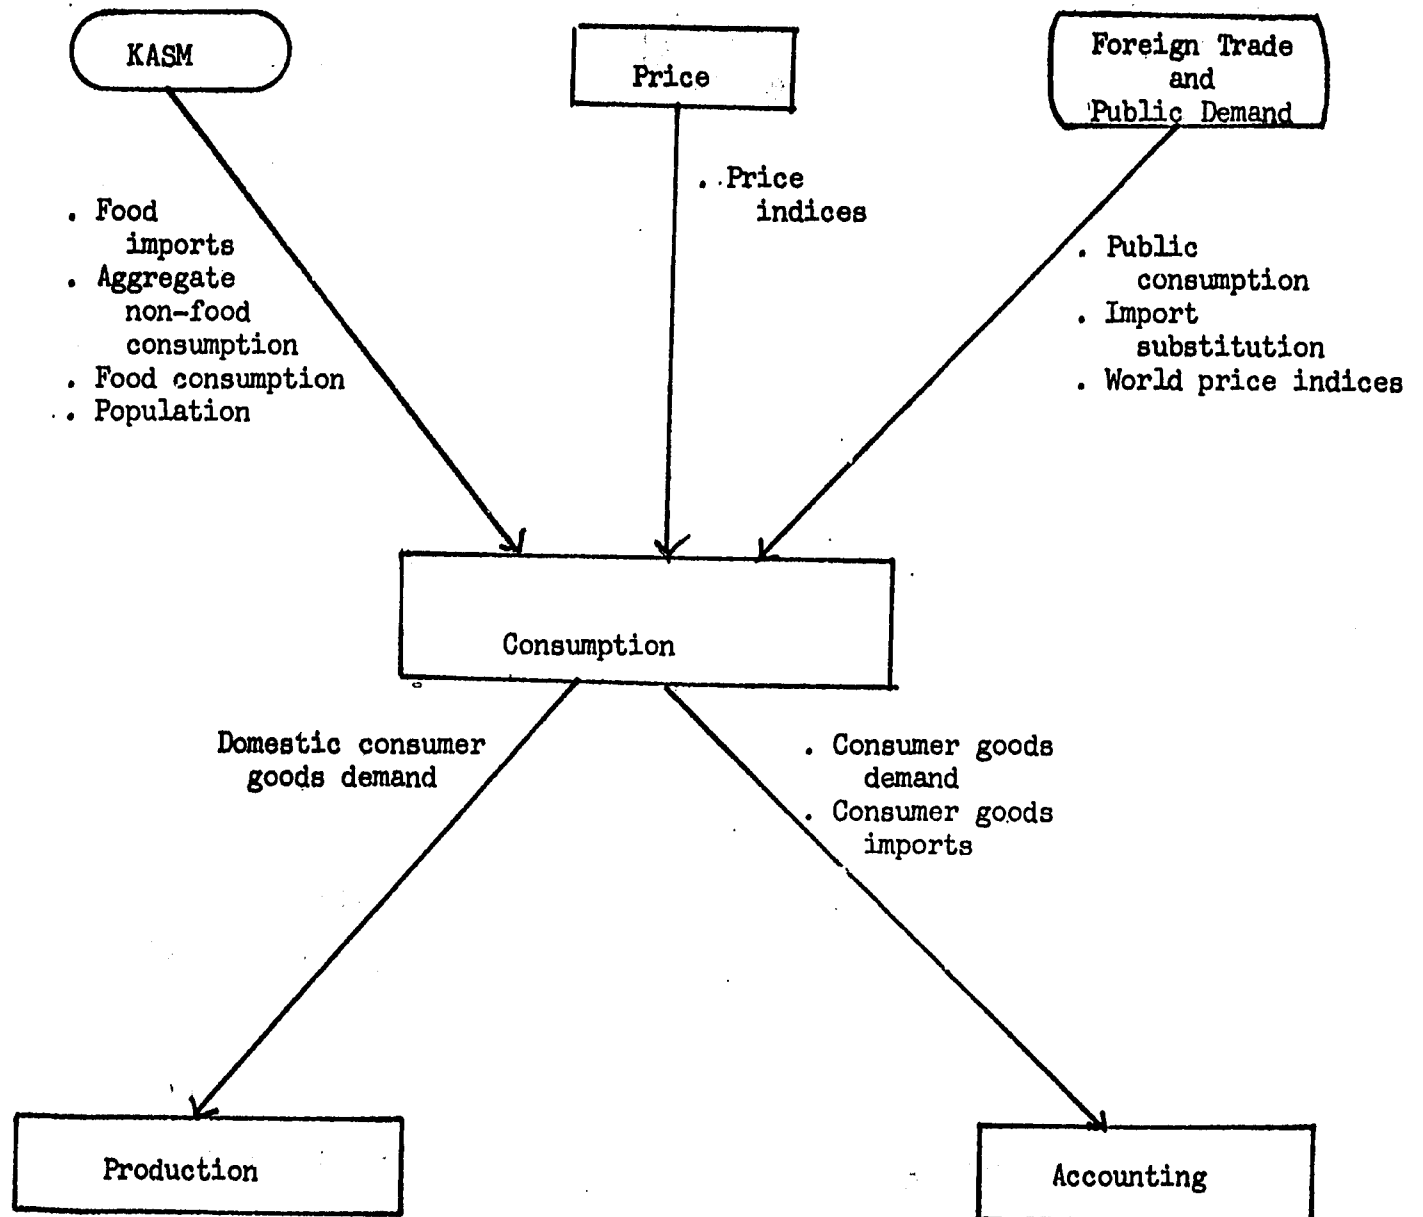 KASM
Price
Foreign Trade
and
Public Demand
. Price
indices
. Food
imports
. Aggregate
non-food
consumption
. Food consumption
. Population
. Public
consumption
. Import
substitution
. World price indices
Consumption
Domestic consumer
goods demand
. Consumer goods
demand
. Consumer goods
imports
Production
Accounting